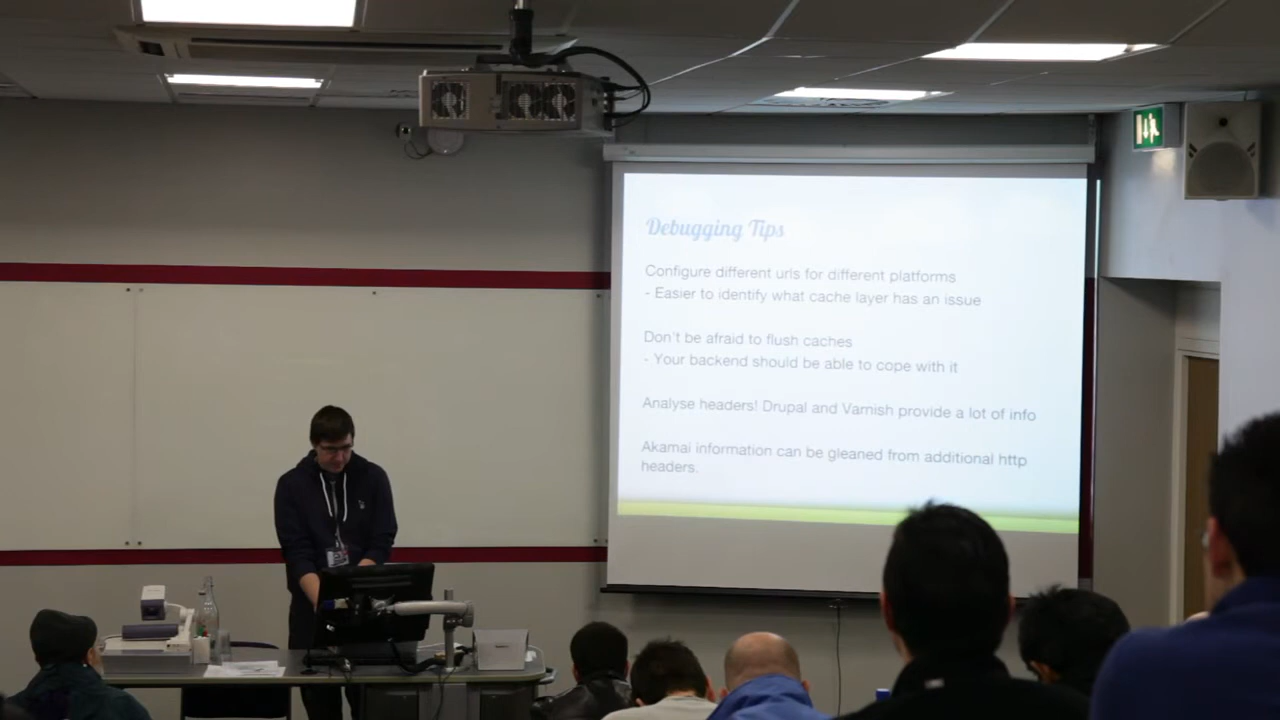 Debugging Tips
Configure different urls for different platforms
- Easier to identify what cache layer has an issue
Don't be afraid to flush caches
- Your backend should be able to cope with it
Analyse headers! Drupal and Varnish provide a lot of info
Akamai information can be gleaned from additional http
headers.